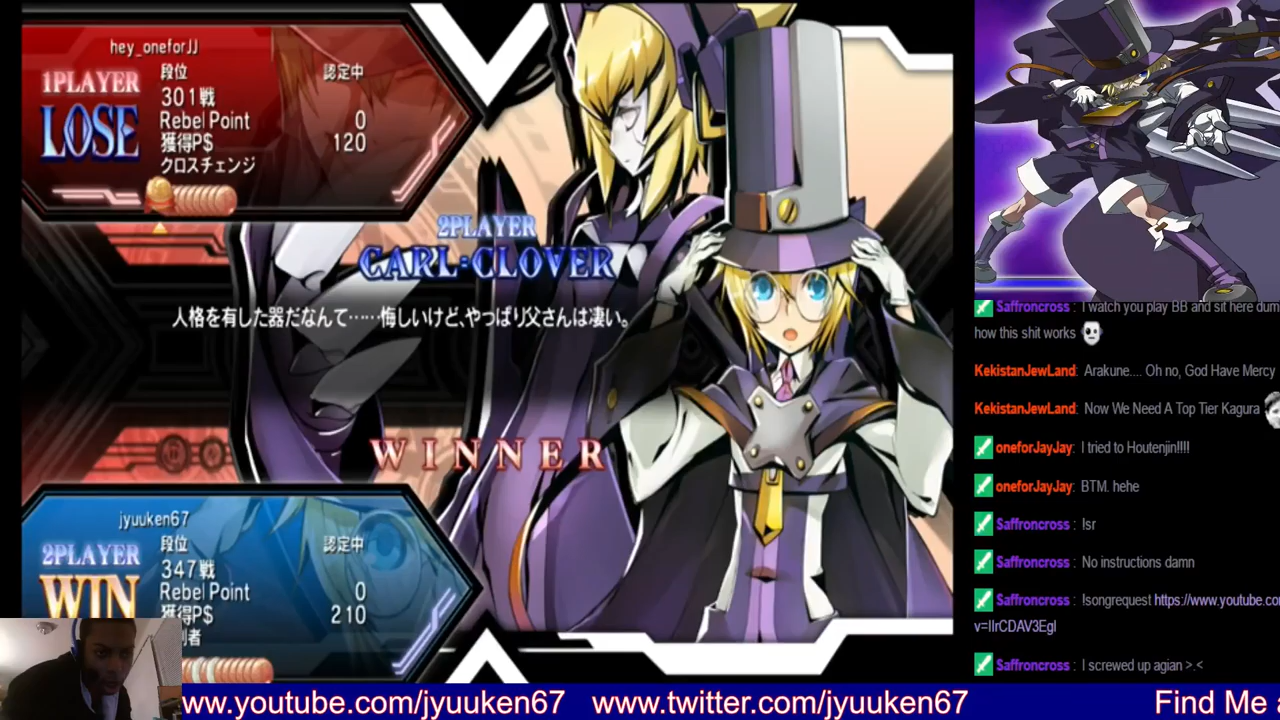 hey_oneforJJ
1PLAYER
LOSE
段位 認定中
301戦
Rebel Point 0
獲得P$ 120
クロスチェンジ
2PLAYER
CARL=CLOVER
人格を有した器だなんて……悔しいけど、やっぱり父さんは凄い。
WINNER
jyuuken67
2PLAYER
WIN
段位 認定中
347戦
Rebel Point 0
獲得P$ 210
者
Saffroncross: I watch you play BB and sit here dum
how this shit works
KekistanJewLand: Arakune.... Oh no, God Have Mercy
KekistanJewLand: Now We Need A Top Tier Kagura
oneforJayJay: I tried to Houtenjin!!!!
oneforJayJay: BTM. hehe
Saffroncross : !sr
Saffroncross : No instructions damn
Saffroncross : !songrequest https://www.youtube.co
v=IIrCDAV3EgI
Saffroncross : I screwed up agian >.<
ww.youtube.com/jyuuken67 www.twitter.com/jyuuken67 Find Me